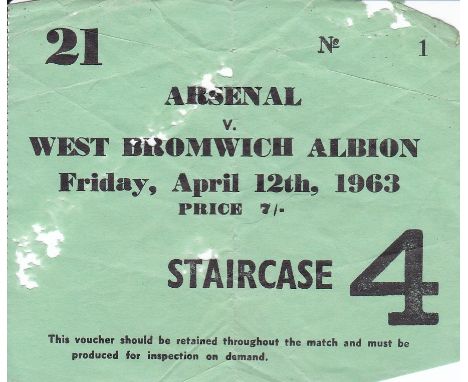 21 Nº 1
ARSENAL
v.
WEST BROMWICH ALBION
Friday, April 12th, 1963
PRICE 7/-
STAIRCASE 4
This voucher should be retained throughout the match and must be
produced for inspection on demand.